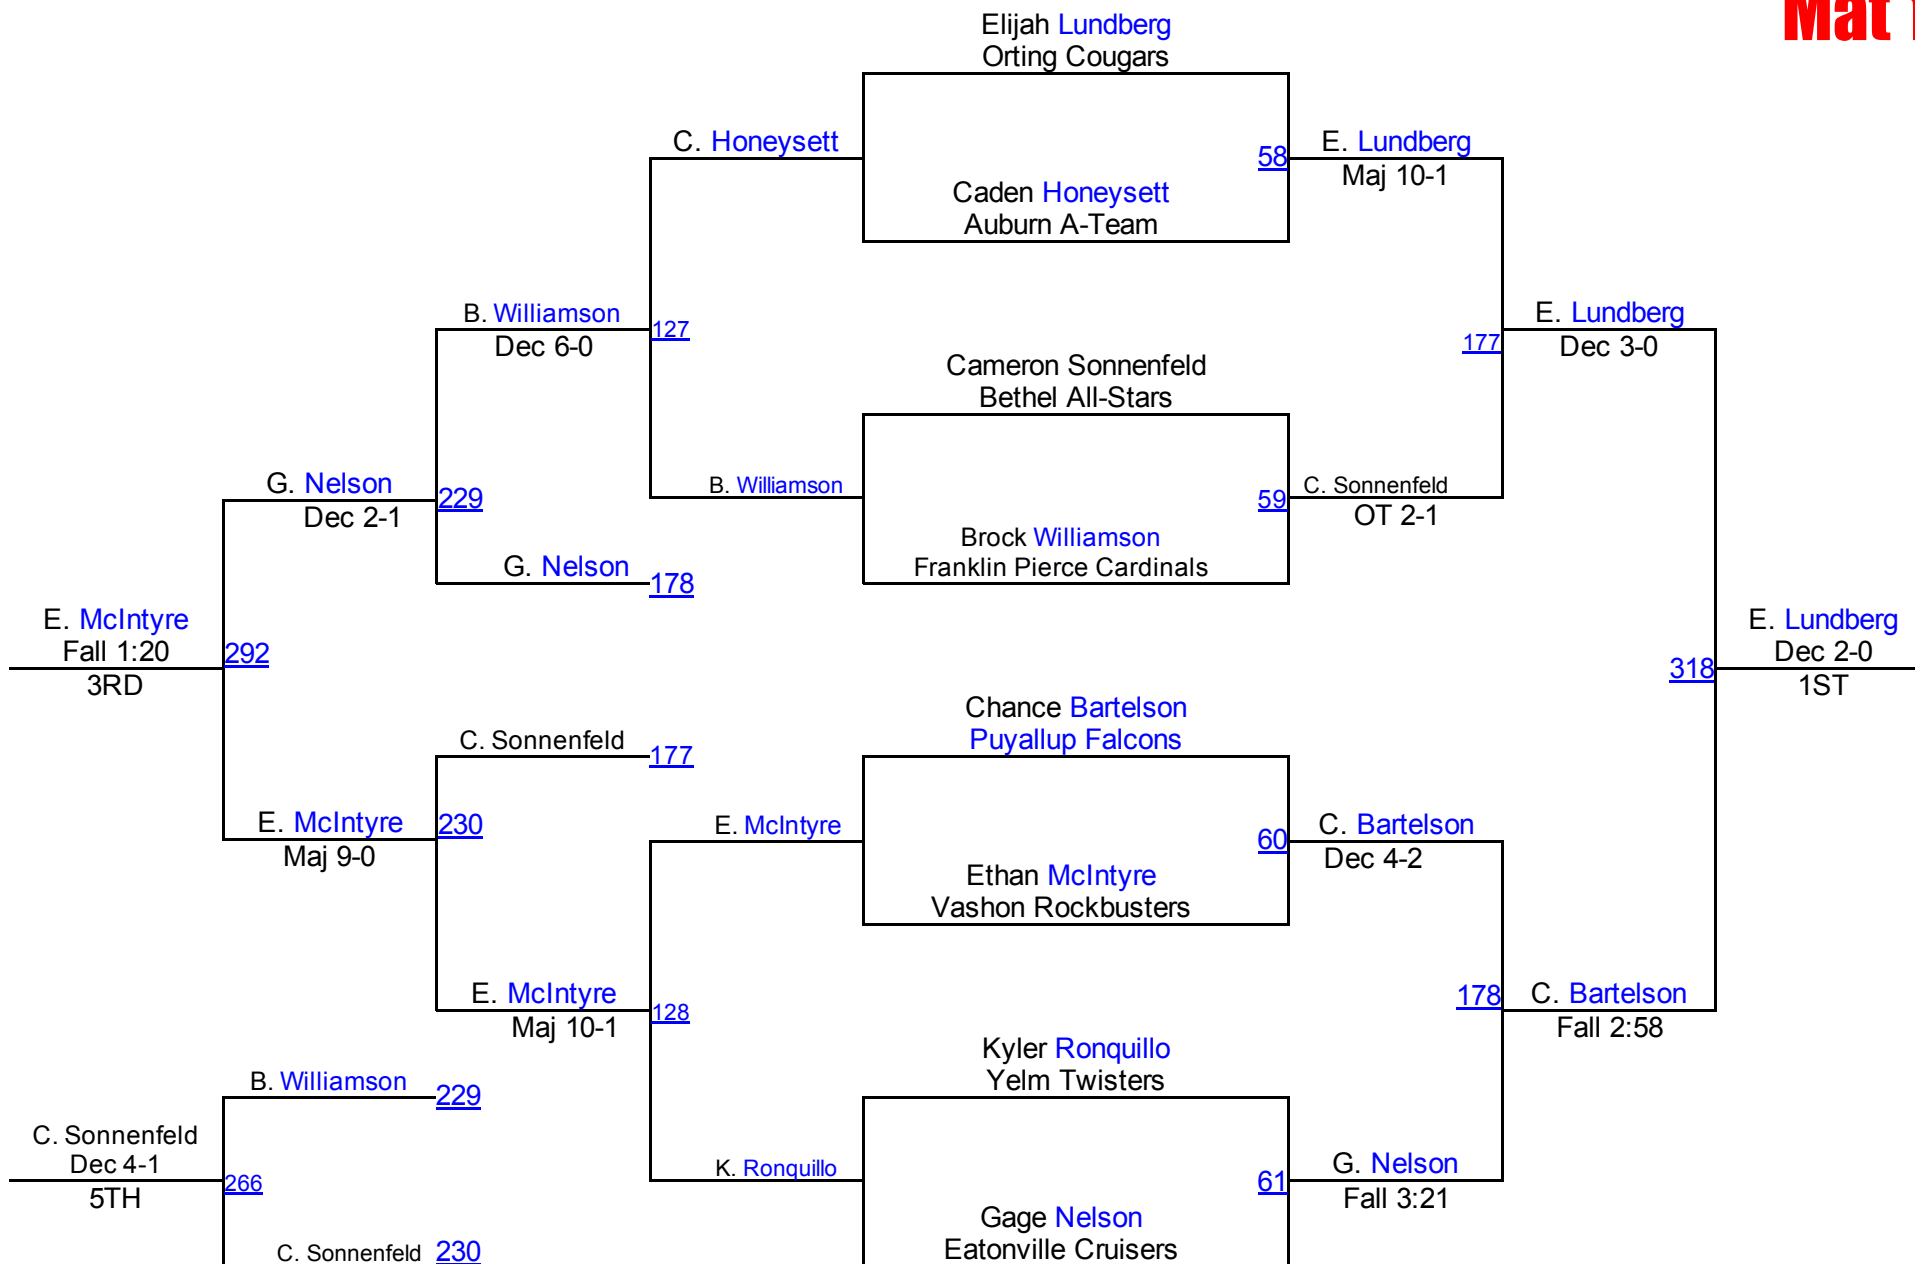 Mat
Elijah Lundberg
Orting Cougars
C. Honeysett
58
E. Lundberg
Maj 10-1
Caden Honeysett
Auburn A-Team
B. Williamson
Dec 6-0
127
177
E. Lundberg
Dec 3-0
Cameron Sonnenfeld
Bethel All-Stars
G. Nelson
Dec 2-1
229
B. Williamson
59
C. Sonnenfeld
OT 2-1
Brock Williamson
Franklin Pierce Cardinals
G. Nelson
178
E. McIntyre
Fall 1:20
3RD
292
318
E. Lundberg
Dec 2-0
1ST
Chance Bartelson
Puyallup Falcons
C. Sonnenfeld
177
E. McIntyre
Maj 9-0
230
E. McIntyre
60
C. Bartelson
Dec 4-2
Ethan McIntyre
Vashon Rockbusters
E. McIntyre
Maj 10-1
128
178
C. Bartelson
Fall 2:58
Kyler Ronquillo
Yelm Twisters
B. Williamson
229
C. Sonnenfeld
Dec 4-1
5TH
266
K. Ronquillo
61
G. Nelson
Fall 3:21
Gage Nelson
Eatonville Cruisers
C. Sonnenfeld
230